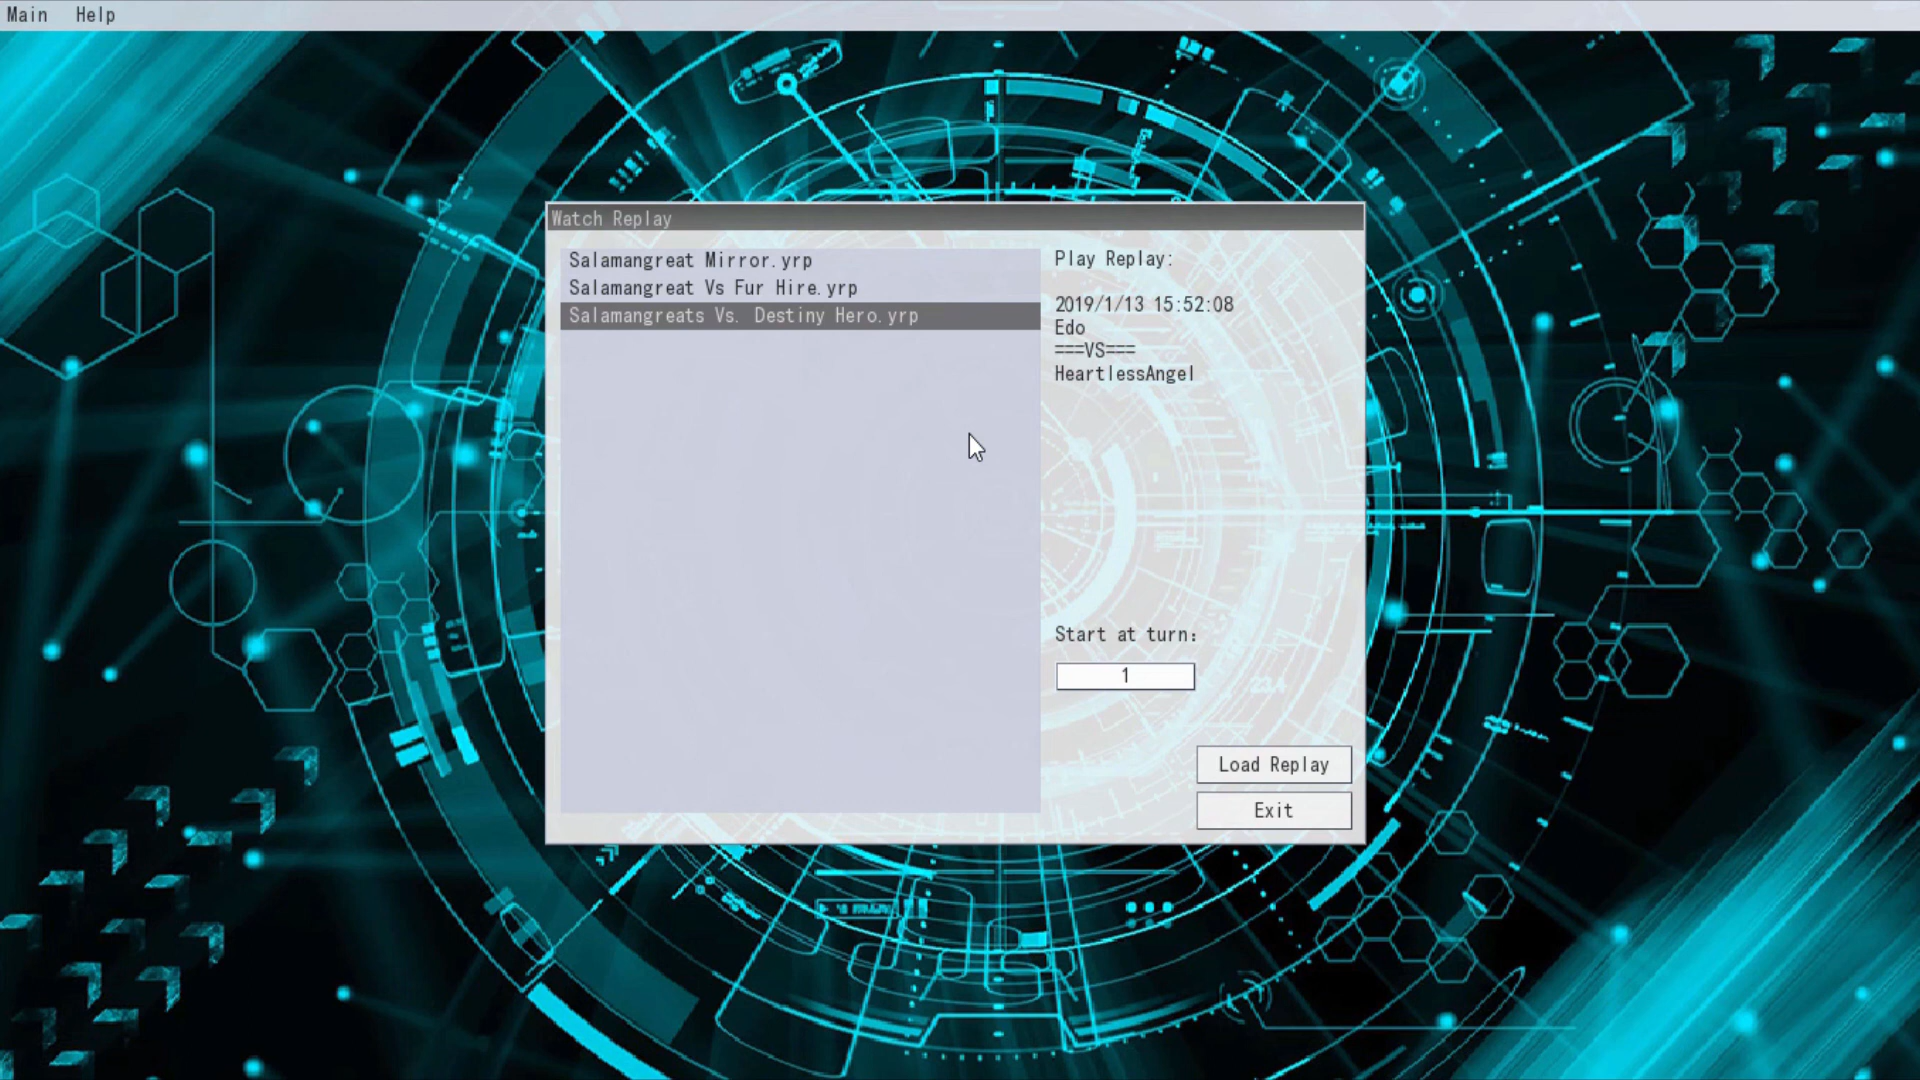 Main Help
Watch Replay
Salamangreat Mirror.yrp
Salamangreat Vs Fur Hire.yrp
Salamangreats Vs. Destiny Hero.yrp
Play Replay:
2019/1/13 15:52:08
Edo
===VS===
HeartlessAngel
Start at turn:
1
Load Replay
Exit